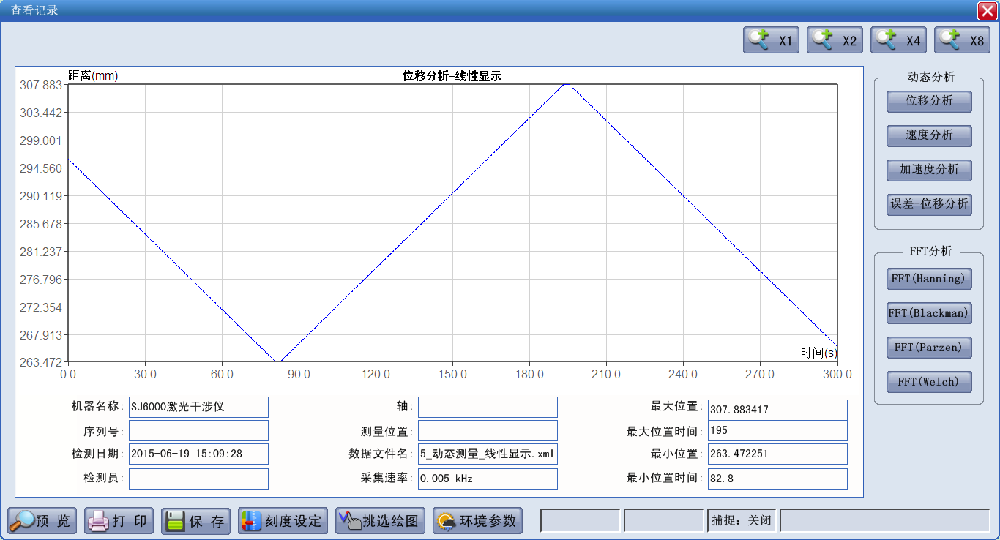 查看记录
X1
X2
X4
X8
距离(mm)
位移分析-线性显示
307.883
303.442
299.001
294.560
290.119
285.678
281.237
276.796
272.354
267.913
263.472
时间(s)
0.0
30.0
60.0
90.0
120.0
150.0
180.0
210.0
240.0
270.0
300.0
动态分析
位移分析
速度分析
加速度分析
误差-位移分析
FFT分析
FFT(Hanning)
FFT(Blackman)
FFT(Parzen)
FFT(Welch)
机器名称: SJ6000激光干涉仪
轴:
最大位置: 307.883417
序列号:
测量位置:
最大位置时间: 195
检测日期: 2015-06-19 15:09:28
数据文件名: 5_动态测量_线性显示.xml
最小位置: 263.472251
检测员:
采集速率: 0.005 kHz
最小位置时间: 82.8
预 览
打 印
保 存
刻度设定
挑选绘图
环境参数
捕捉: 关闭